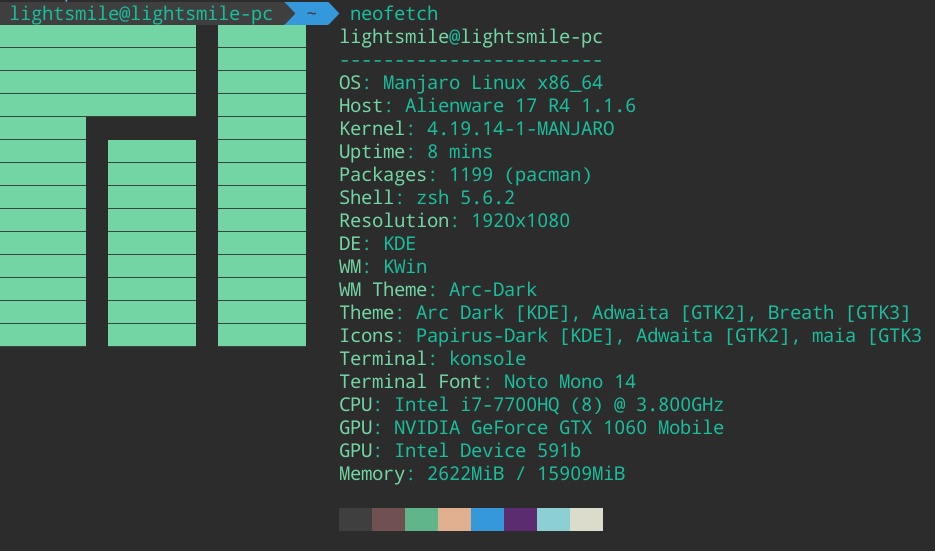 lightsmile@lightsmile-pc ~ neofetch
lightsmile@lightsmile-pc
------------------------
OS: Manjaro Linux x86_64
Host: Alienware 17 R4 1.1.6
Kernel: 4.19.14-1-MANJARO
Uptime: 8 mins
Packages: 1199 (pacman)
Shell: zsh 5.6.2
Resolution: 1920x1080
DE: KDE
WM: KWin
WM Theme: Arc-Dark
Theme: Arc Dark [KDE], Adwaita [GTK2], Breath [GTK3]
Icons: Papirus-Dark [KDE], Adwaita [GTK2], maia [GTK3
Terminal: konsole
Terminal Font: Noto Mono 14
CPU: Intel i7-7700HQ (8) @ 3.800GHz
GPU: NVIDIA GeForce GTX 1060 Mobile
GPU: Intel Device 591b
Memory: 2622MiB / 15909MiB